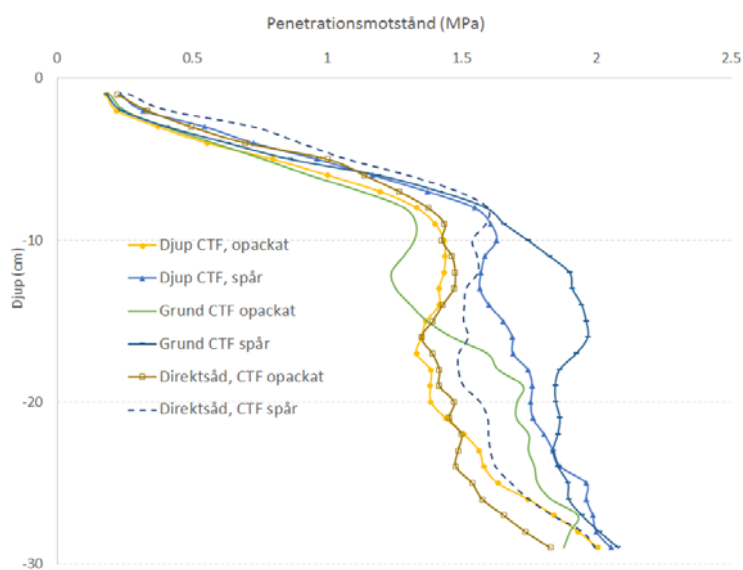 Penetrationsmotstånd (MPa)
0 0.5 1 1.5 2 2.5
0
-10
-20
-30
Djup (cm)
Djup CTF, opackat
Djup CTF, spår
Grund CTF opackat
Grund CTF spår
Direktsåd, CTF opackat
Direktsåd, CTF spår